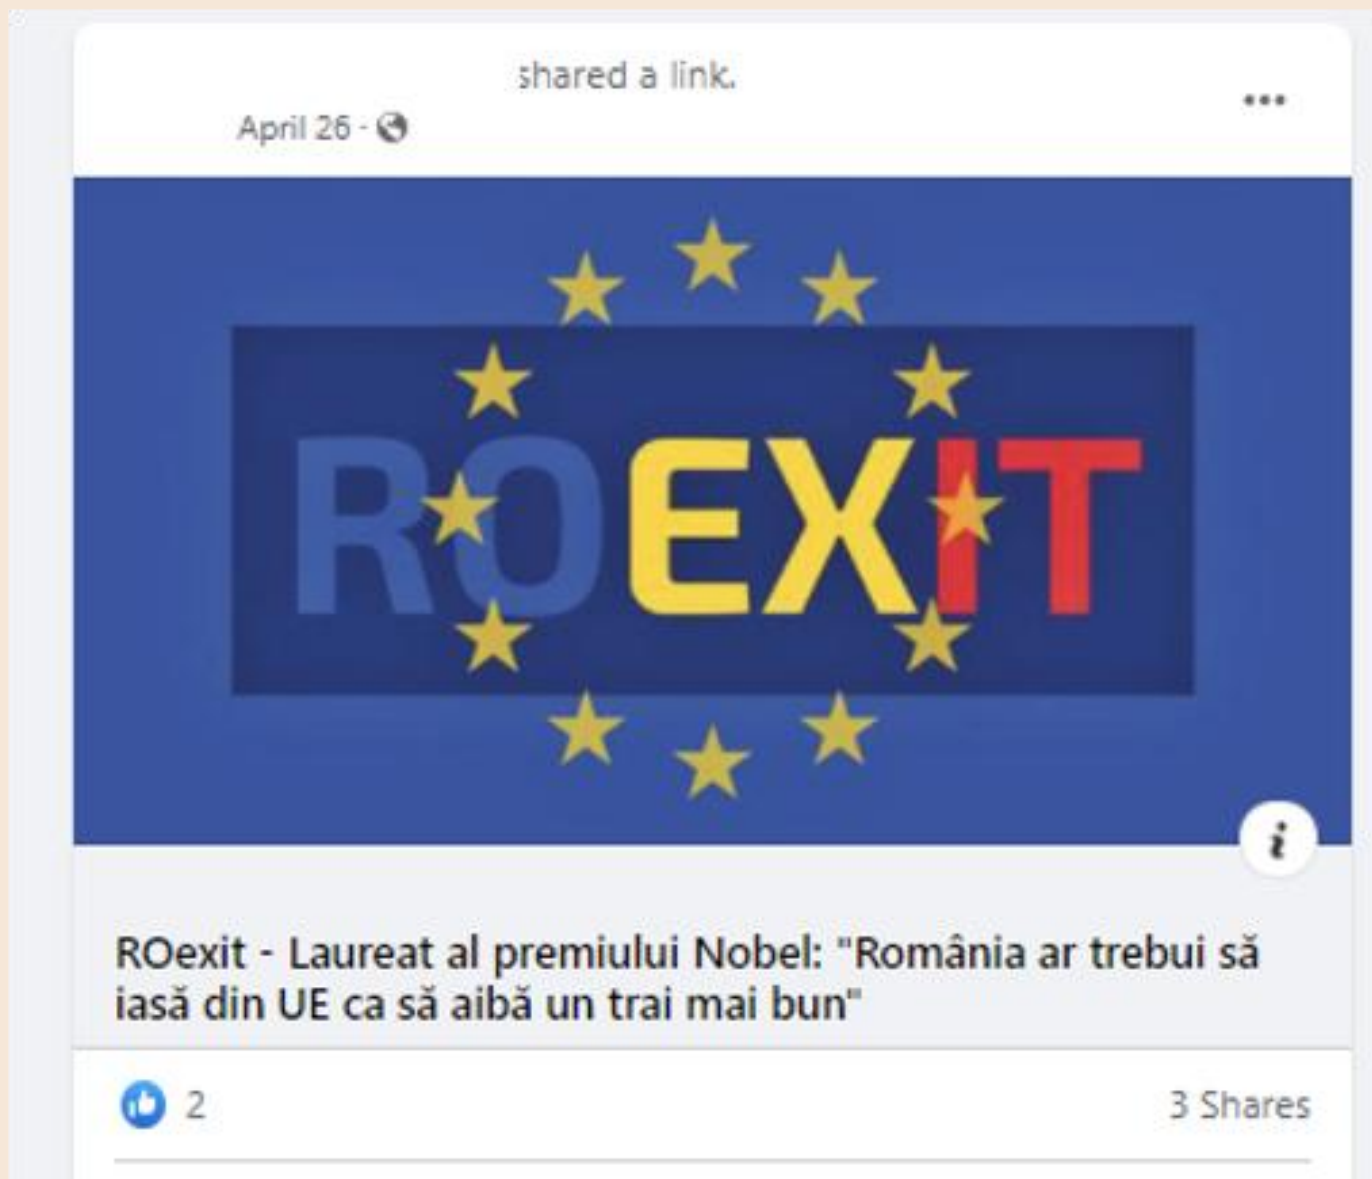 shared a link.
April 26 ·
ROEXIT
i
ROexit - Laureat al premiului Nobel: "România ar trebui să
iasă din UE ca să aibă un trai mai bun"
2
3 Shares